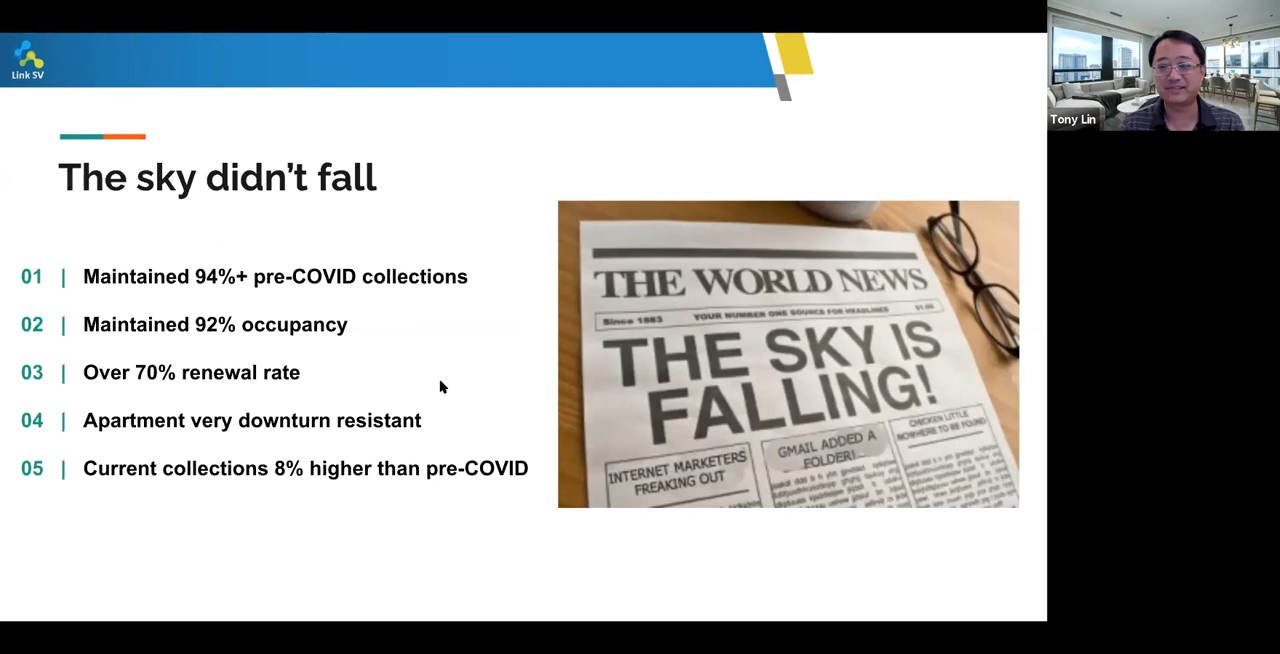 Link SV
Tony Lin
The sky didn’t fall
01 | Maintained 94%+ pre-COVID collections
02 | Maintained 92% occupancy
03 | Over 70% renewal rate
04 | Apartment very downturn resistant
05 | Current collections 8% higher than pre-COVID
THE WORLD NEWS
Since 1883 YOUR NUMBER ONE SOURCE FOR HEADLINES
THE SKY IS
FALLING!
INTERNET MARKETERS
FREAKING OUT
GMAIL ADDED A
FOLDER!
CHICKEN LITTLE
NOWHERE TO BE FOUND